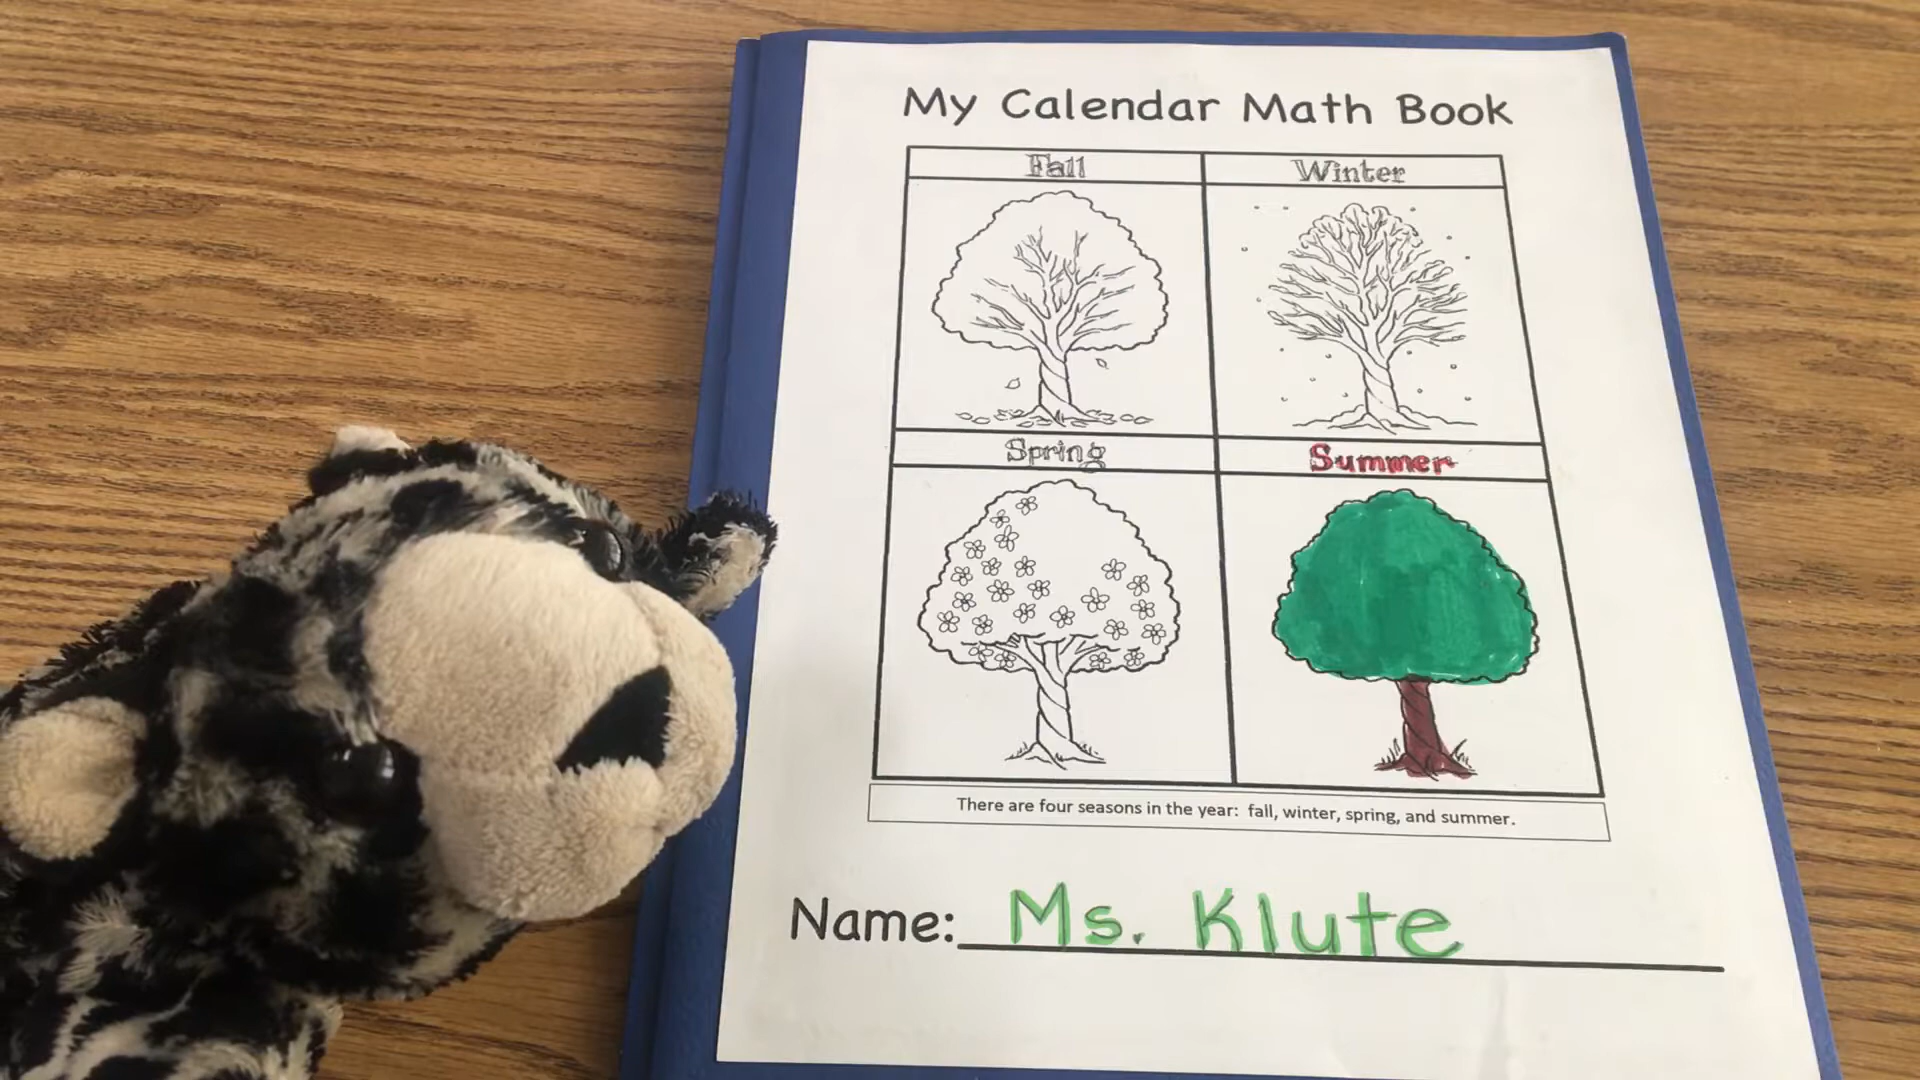 My Calendar Math Book
Fall Winter
Spring Summer
There are four seasons in the year: fall, winter, spring, and summer.
Name: Ms. Klute